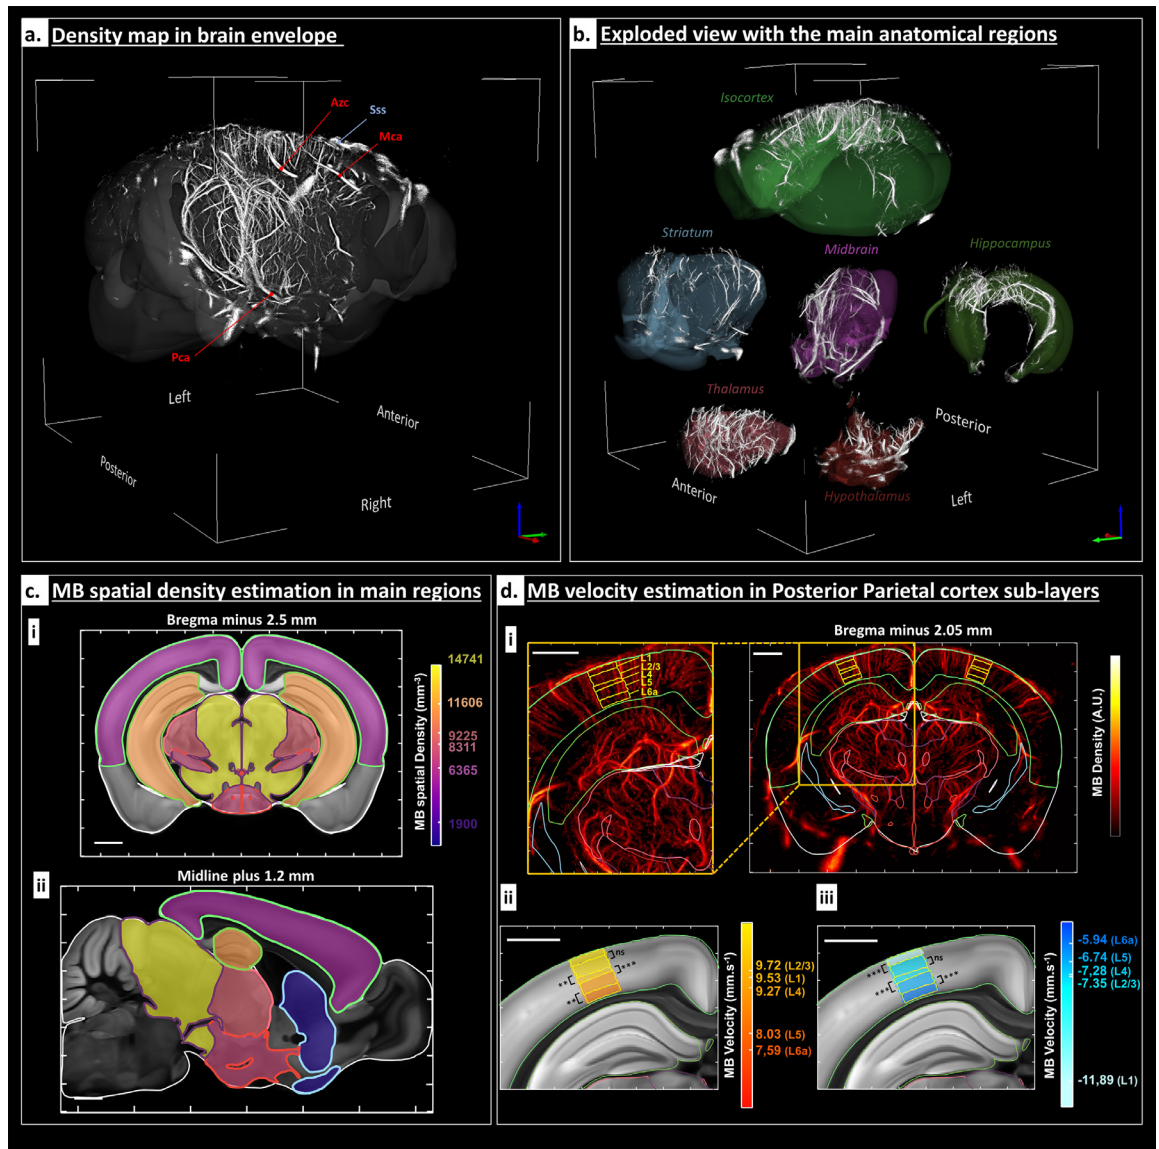 a. Density map in brain envelope
Azc
Sss
Mca
Pca
Left
Anterior
Posterior
Right
b. Exploded view with the main anatomical regions
Isocortex
Striatum
Midbrain
Hippocampus
Thalamus
Hypothalamus
Posterior
Anterior
Left
c. MB spatial density estimation in main regions
i
Bregma minus 2.5 mm
14741
11606
9225
8311
6365
1900
MB spatial Density (mm⁻³)
ii
Midline plus 1.2 mm
d. MB velocity estimation in Posterior Parietal cortex sub-layers
i
Bregma minus 2.05 mm
L1
L2/3
L4
L5
L6a
MB Density (A.U.)
ii
ns
***
**
**
9.72 (L2/3)
9.53 (L1)
9.27 (L4)
8.03 (L5)
7,59 (L6a)
MB Velocity (mm.s⁻¹)
iii
ns
***
***
***
-5.94 (L6a)
-6.74 (L5)
-7,28 (L4)
-7.35 (L2/3)
-11,89 (L1)
MB Velocity (mm.s⁻¹)